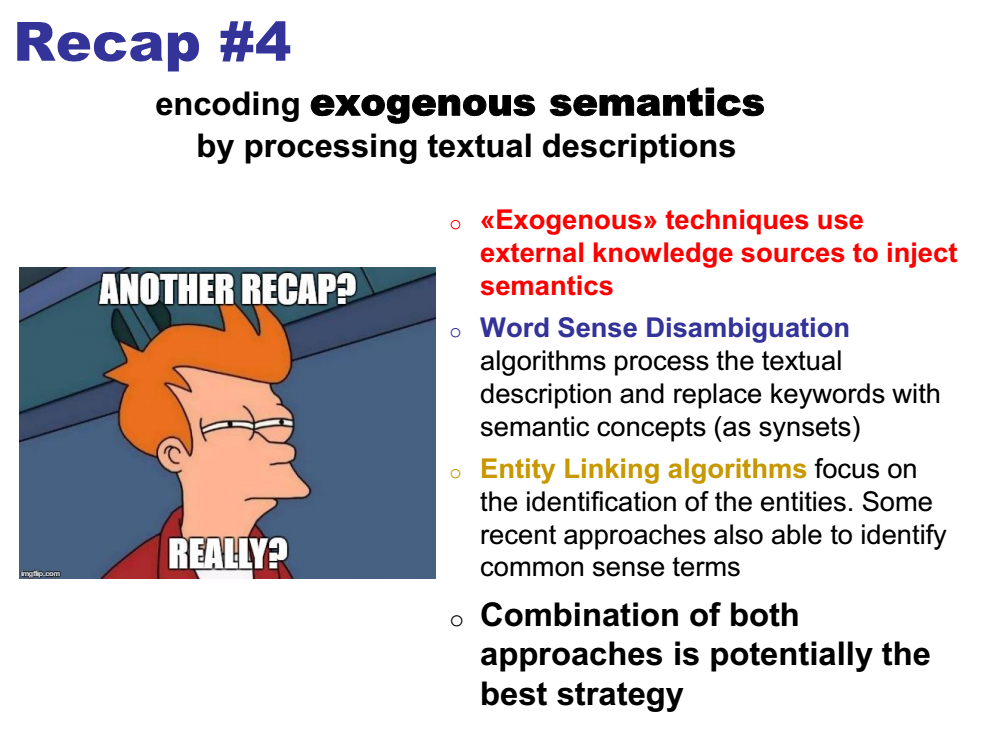 Recap #4
encoding exogenous semantics
by processing textual descriptions
ANOTHER RECAP?
REALLY?
imgflip.com
○ «Exogenous» techniques use
external knowledge sources to inject
semantics
○ Word Sense Disambiguation
algorithms process the textual
description and replace keywords with
semantic concepts (as synsets)
○ Entity Linking algorithms focus on
the identification of the entities. Some
recent approaches also able to identify
common sense terms
○ Combination of both
approaches is potentially the
best strategy